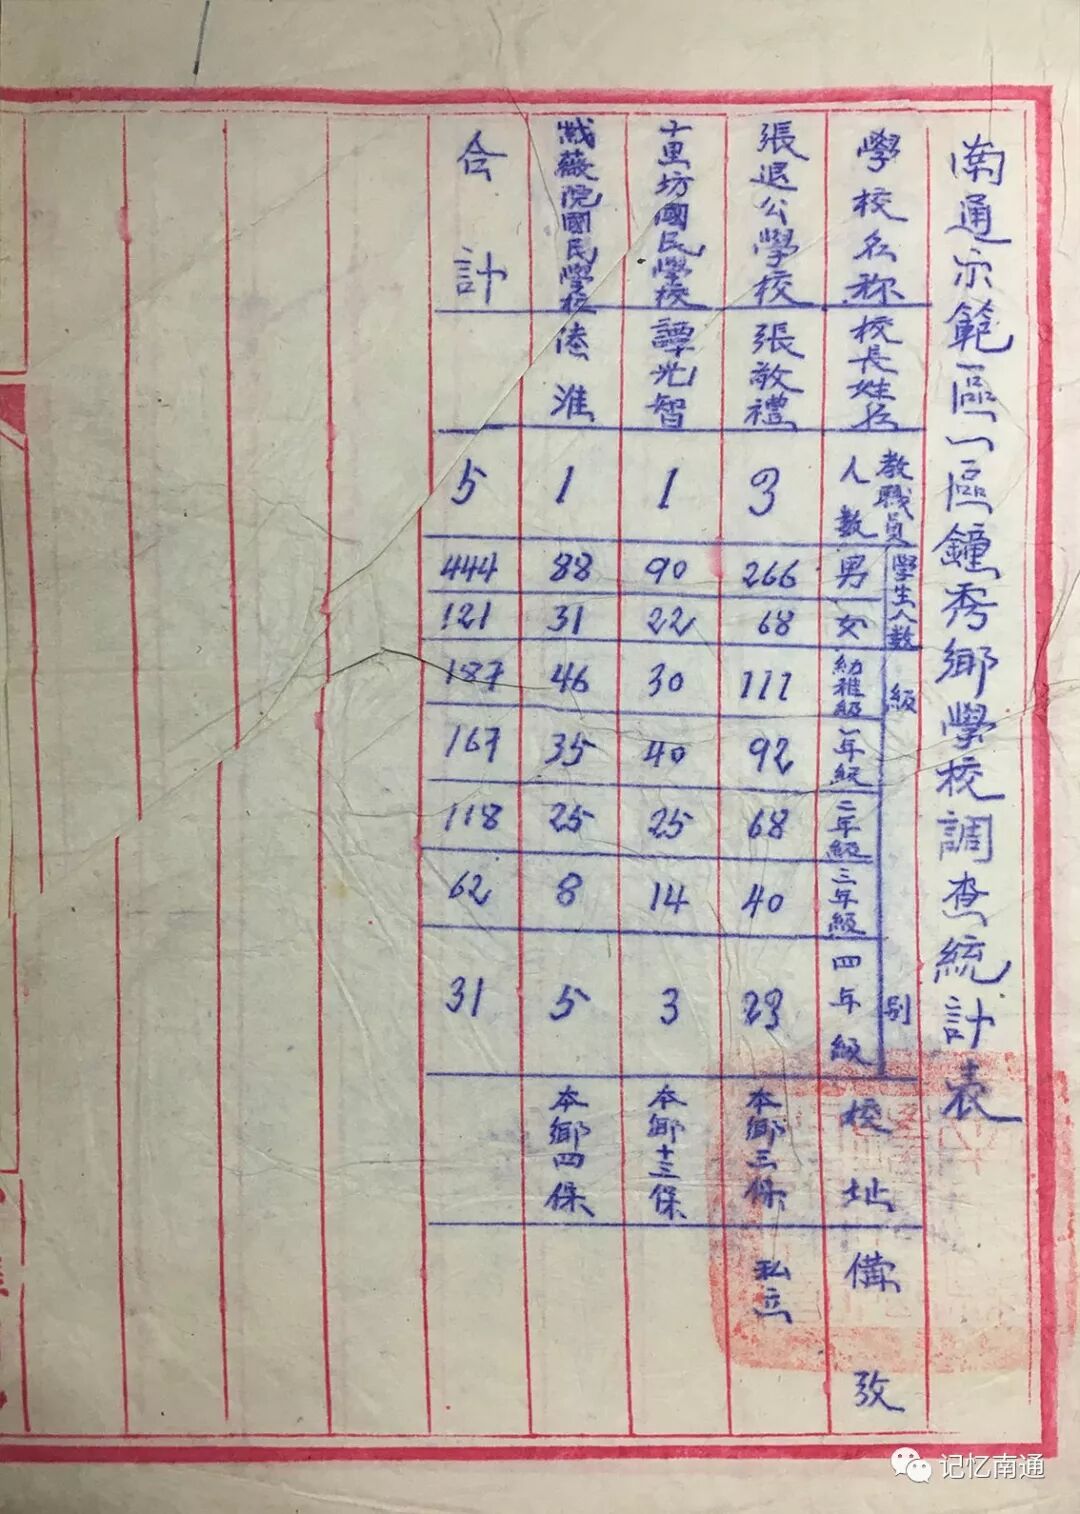 南通示範區一區鐘秀鄉學校調查統計表
學校名称 校長姓名 教職員人數 學生人數 男 女 級別 幼稚級 一年級 二年級 三年級 四年級 校址 備攷
張退公學校 張敬禮 3 266 68 111 92 68 40 23 本鄉三保 私立
十里坊國民學校 譚兆智 1 90 22 30 40 25 14 3 本鄉十三保
薇院國民學校 淮 1 88 31 46 35 25 8 5 本鄉四保
合計 5 444 121 187 167 118 62 31
记忆南通